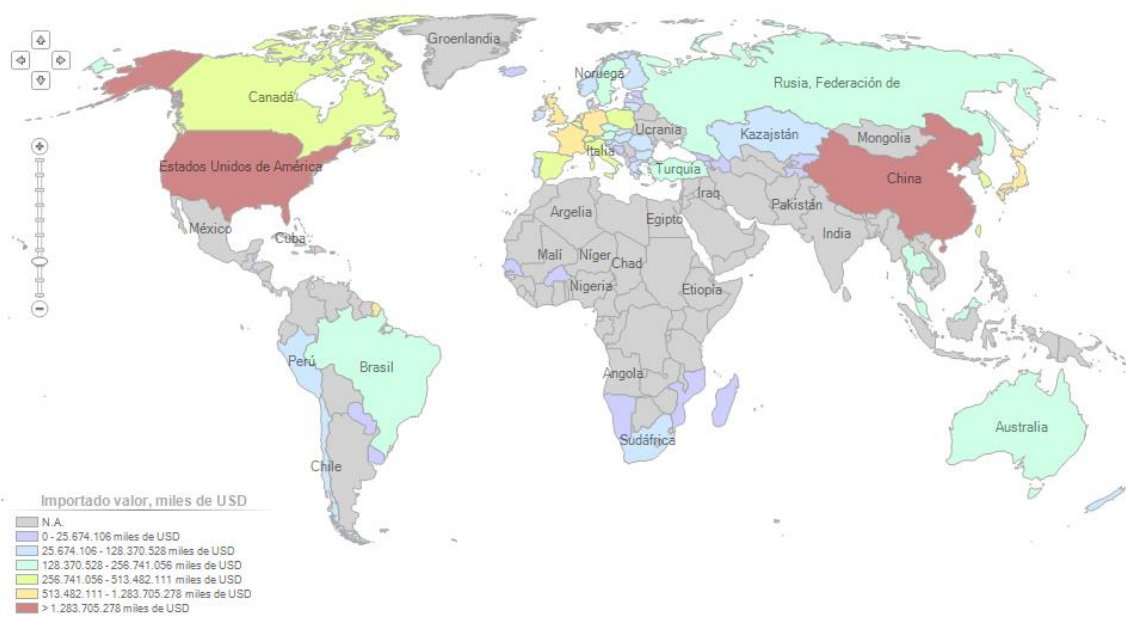 Groenlandia
Noruega
Rusia, Federación de
Canadá
Ucrania
Kazajstán
Mongolia
Italia
Estados Unidos de América
Turquía
China
Iraq
Pakistán
México
Argelia
Egipto
India
Cuba
Malí
Níger
Chad
Nigeria
Etiopía
Perú
Brasil
Angola
Australia
Sudáfrica
Chile
Importado valor, miles de USD
N.A.
0 - 25.674.106 miles de USD
25.674.106 - 128.370.528 miles de USD
128.370.528 - 256.741.056 miles de USD
256.741.056 - 513.482.111 miles de USD
513.482.111 - 1.283.705.278 miles de USD
> 1.283.705.278 miles de USD